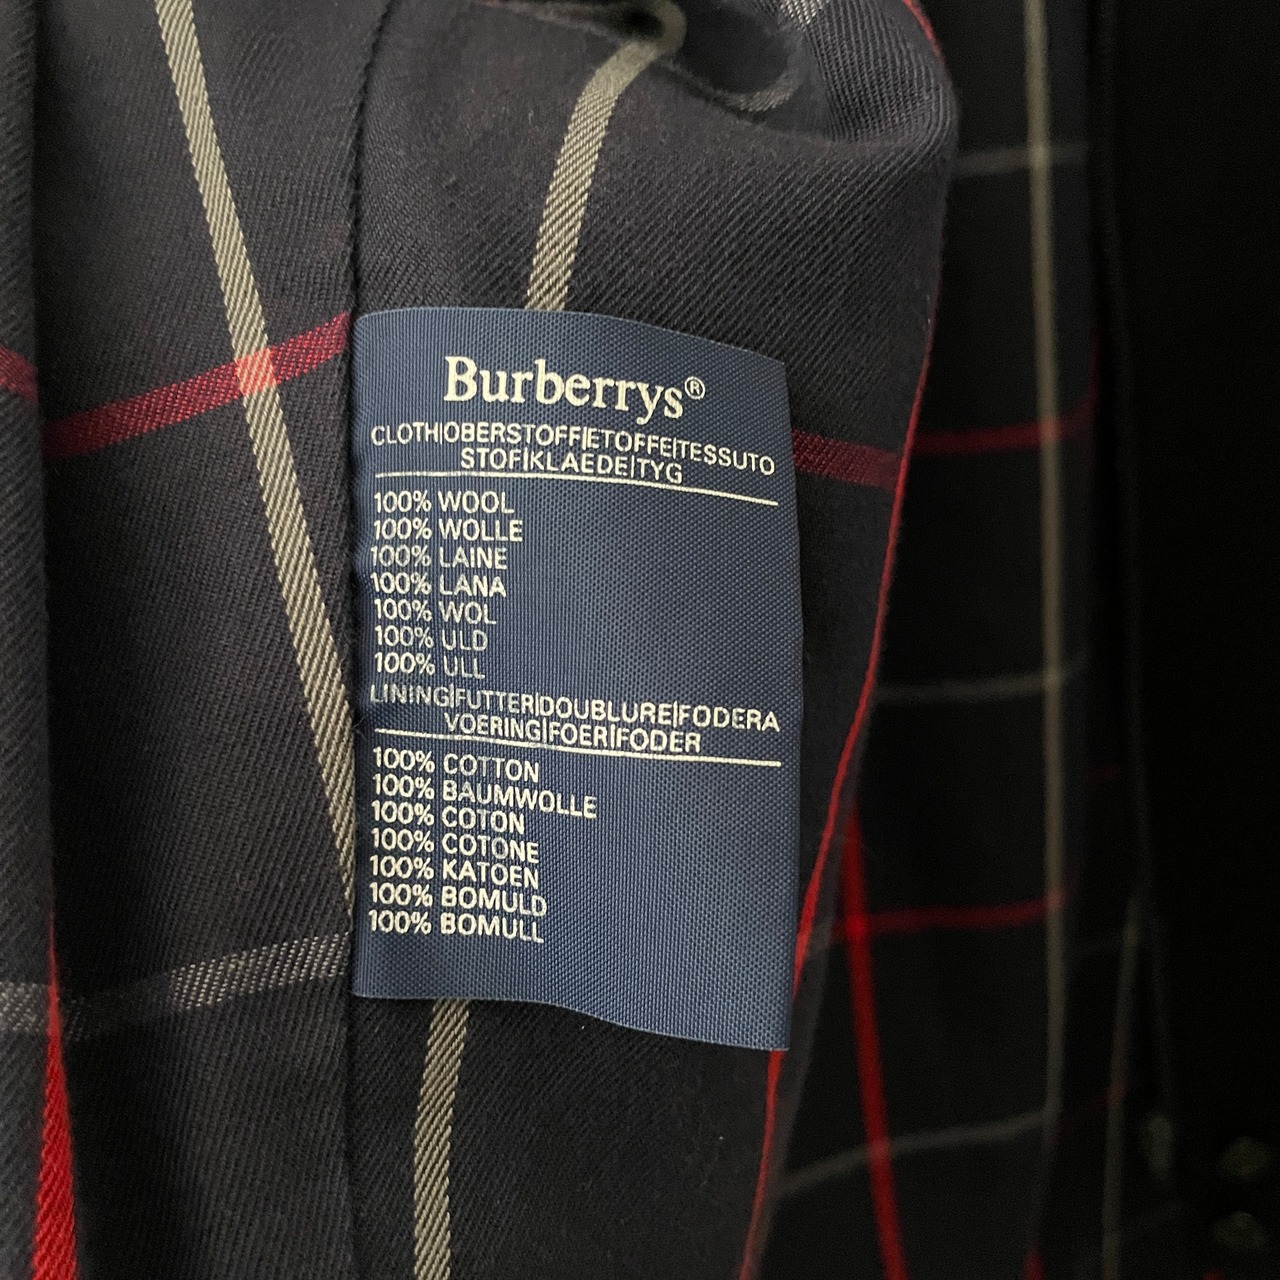 Burberrys®
CLOTH|OBERSTOFF|ETOFFE|TESSUTO
STOF|KLAEDE|TYG
100% WOOL
100% WOLLE
100% LAINE
100% LANA
100% WOL
100% ULD
100% ULL
LINING|FUTTER|DOUBLURE|FODERA
VOERING|FOER|FODER
100% COTTON
100% BAUMWOLLE
100% COTON
100% COTONE
100% KATOEN
100% BOMULD
100% BOMULL